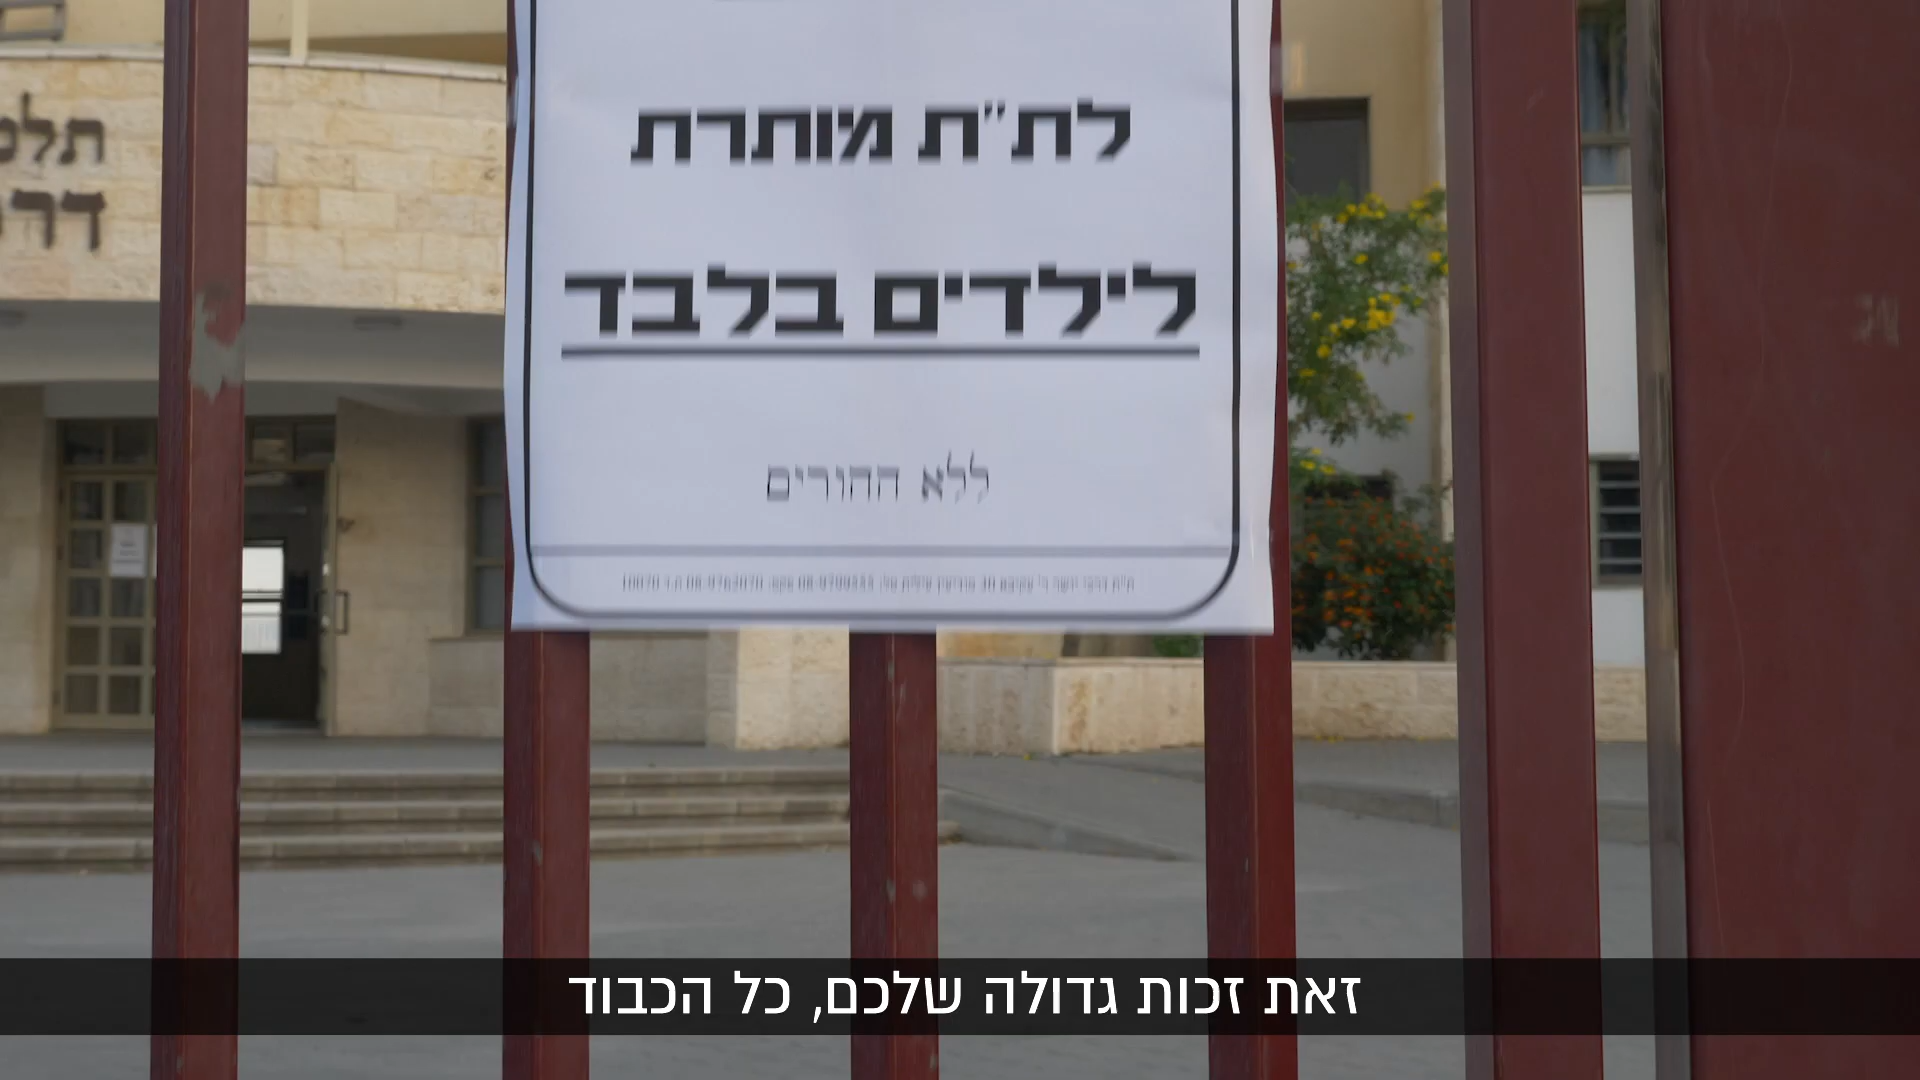 לת"ת מותרת
לילדים בלבד
ללא ההורים
זאת זכות גדולה שלכם, כל הכבוד